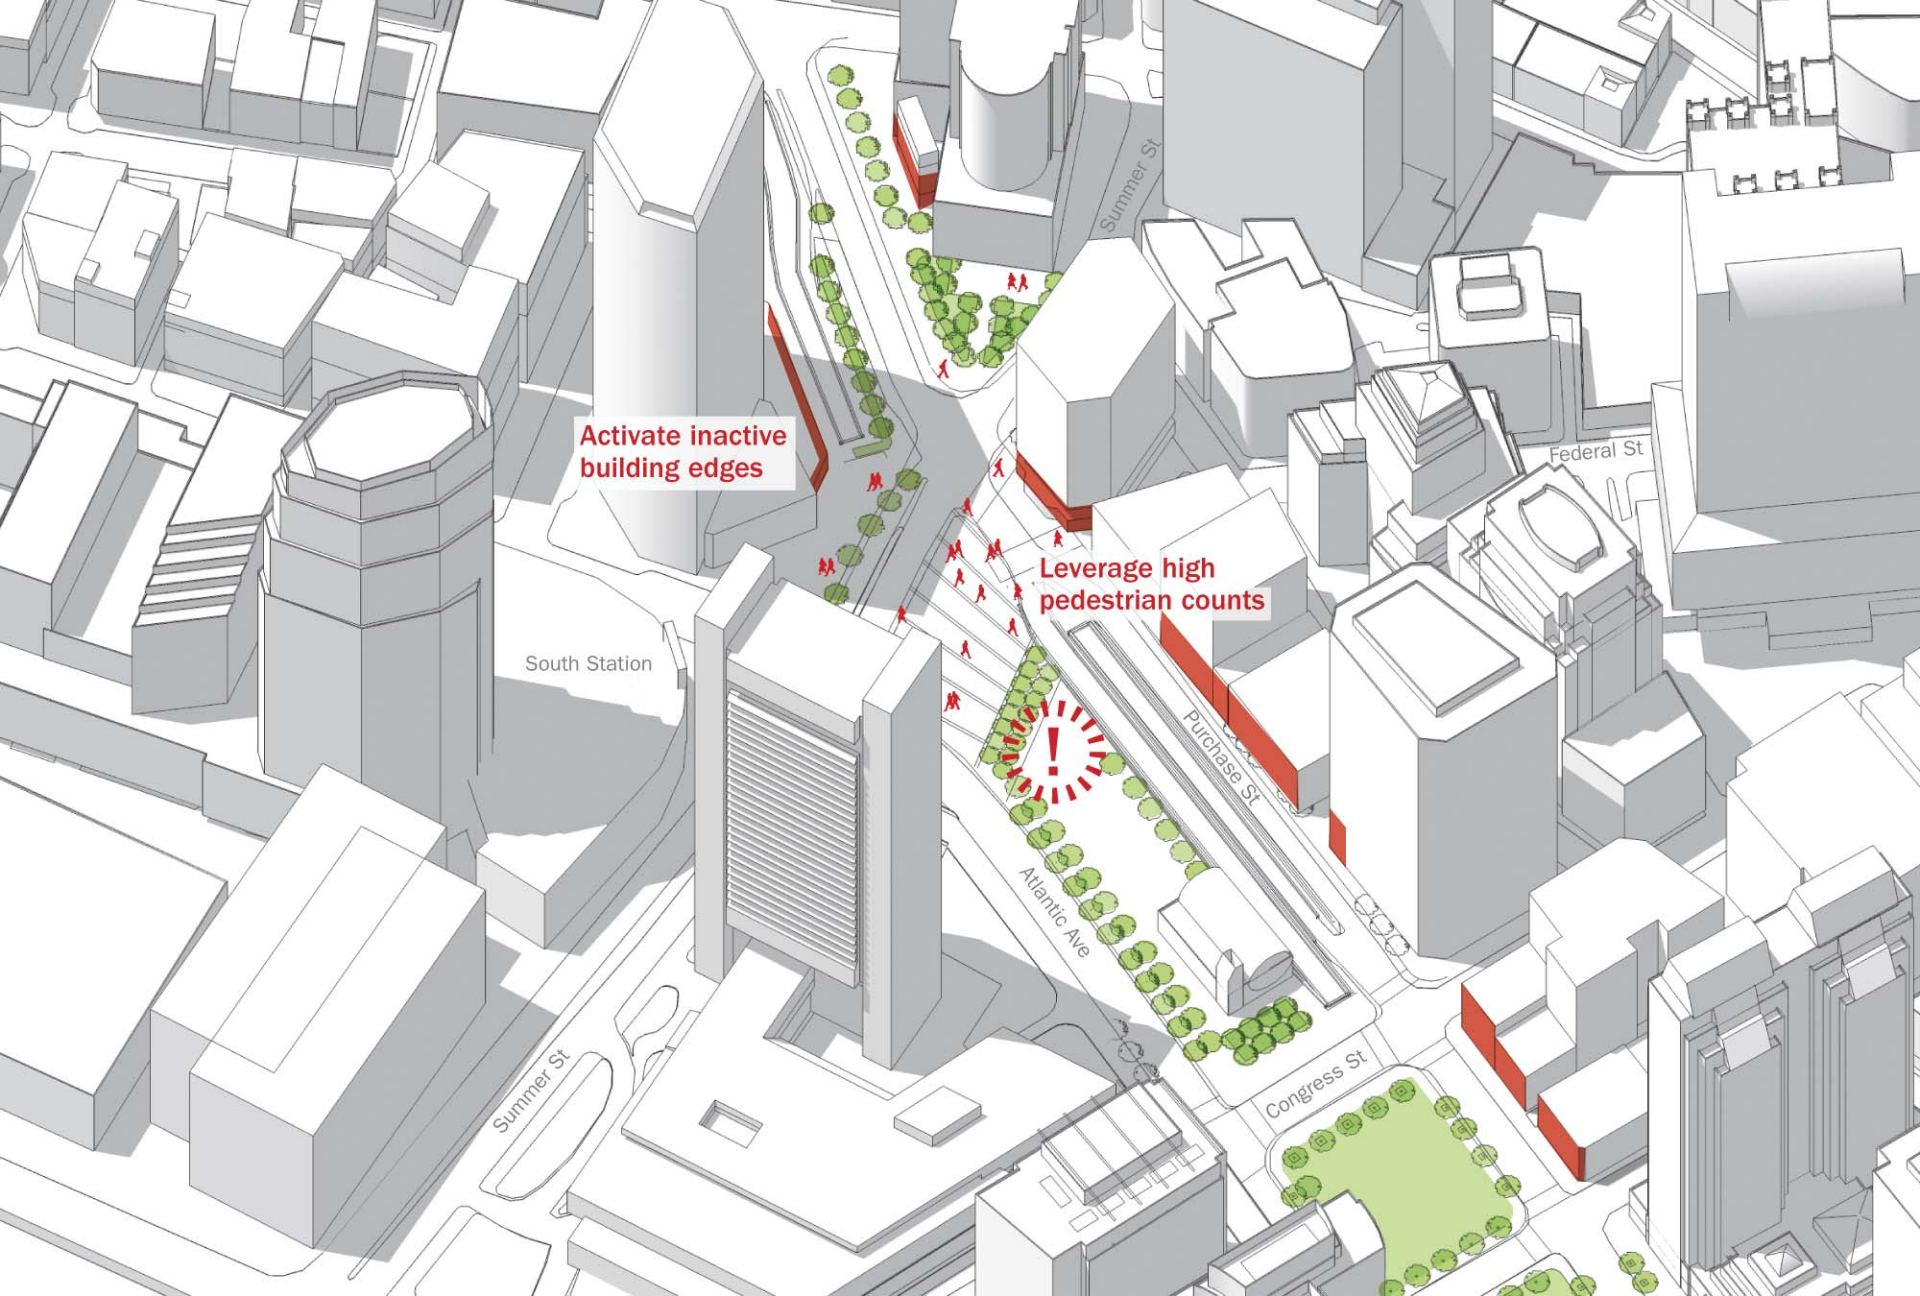 Summer St
Activate inactive
building edges
Federal St
Leverage high
pedestrian counts
South Station
!
Purchase St
Atlantic Ave
Summer St
Congress St